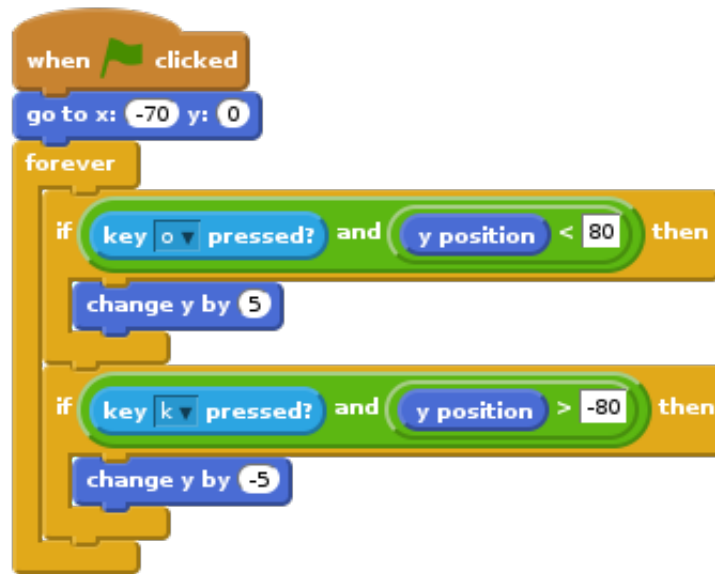 when clicked
go to x: -70 y: 0
forever
if key o pressed? and y position < 80 then
change y by 5
if key k pressed? and y position > -80 then
change y by -5